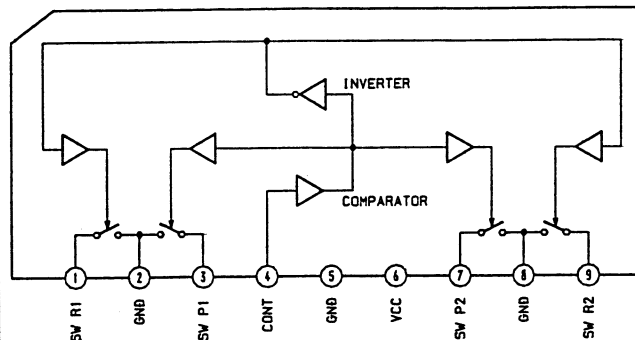 INVERTER
COMPARATOR
1 2 3 4 5 6 7 8 9
SW R1
GND
SW P1
CONT
GND
VCC
SW P2
GND
SW R2